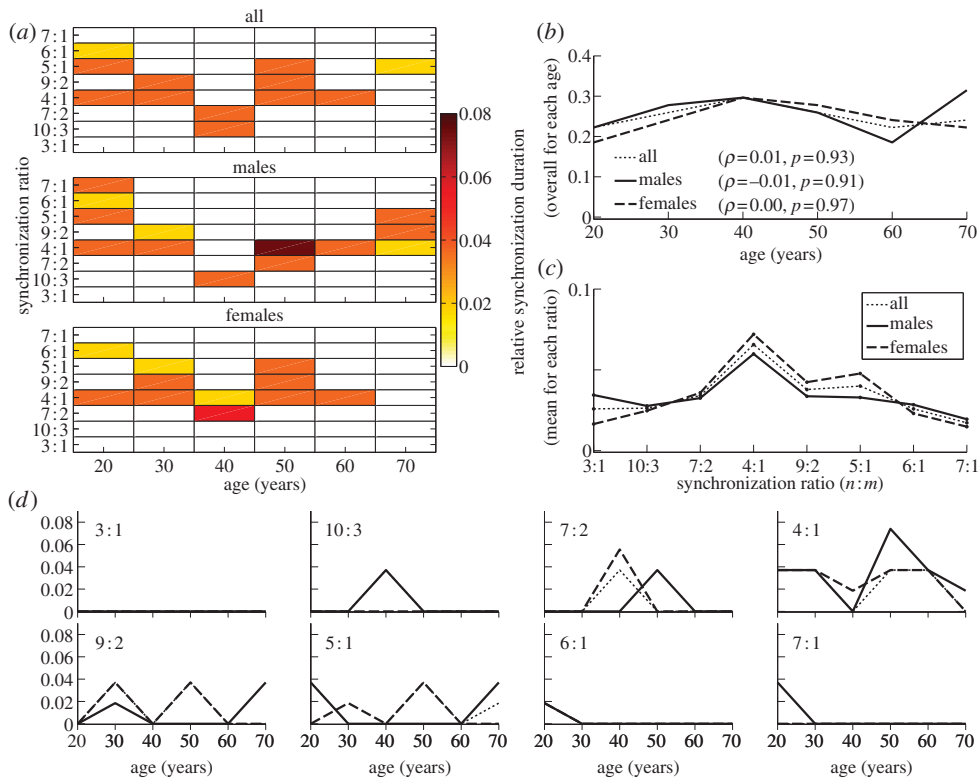 (a)
all
7:1
6:1
5:1
9:2
4:1
7:2
10:3
3:1
males
7:1
6:1
5:1
9:2
4:1
7:2
10:3
3:1
females
7:1
6:1
5:1
9:2
4:1
7:2
10:3
3:1
synchronization ratio
20 30 40 50 60 70
age (years)
0.08
0.06
0.04
0.02
0
relative synchronization duration
(b)
(overall for each age)
0.4
0.3
0.2
0.1
0
all (ρ=0.01, p=0.93)
males (ρ=–0.01, p=0.91)
females (ρ=0.00, p=0.97)
20 30 40 50 60 70
age (years)
(c)
(mean for each ratio)
0.1
0
all
males
females
3:1 10:3 7:2 4:1 9:2 5:1 6:1 7:1
synchronization ratio (n:m)
(d)
0.08
0.06
0.04
0.02
0
3:1
20 30 40 50 60 70
10:3
20 30 40 50 60 70
7:2
20 30 40 50 60 70
4:1
20 30 40 50 60 70
0.08
0.06
0.04
0.02
0
9:2
20 30 40 50 60 70
age (years)
5:1
20 30 40 50 60 70
age (years)
6:1
20 30 40 50 60 70
age (years)
7:1
20 30 40 50 60 70
age (years)